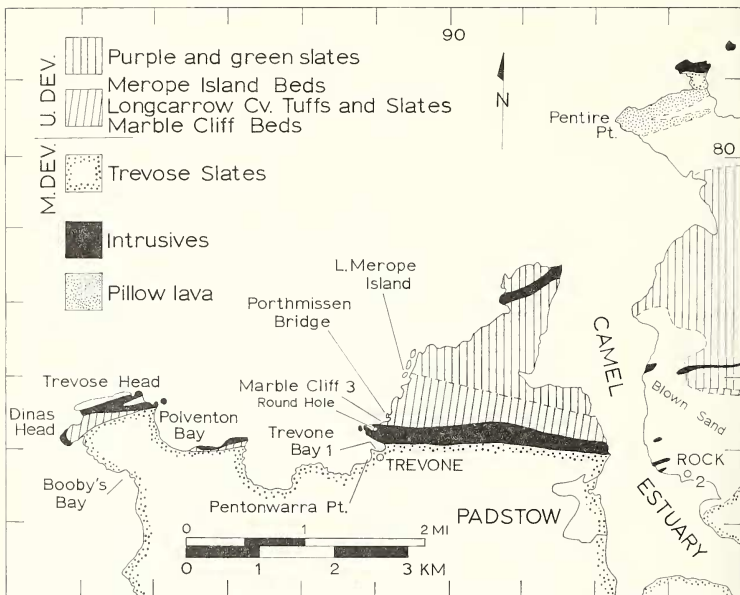 90
U. DEV.
Purple and green slates
Merope Island Beds
Longcarrow Cv. Tuffs and Slates
Marble Cliff Beds
M.DEV.
Trevose Slates
Intrusives
Pillow lava
N
Pentire
Pt.
80
L. Merope
Island
Porthmissen
Bridge
CAMEL
Trevose Head
Marble Cliff 3
Round Hole
Blown Sand
Dinas
Head
Polventon
Bay
Trevone
Bay 1
TREVONE
ROCK
2
Booby's
Bay
Pentonwarra Pt.
PADSTOW
ESTUARY
0 1 2 MI
0 1 2 3 KM